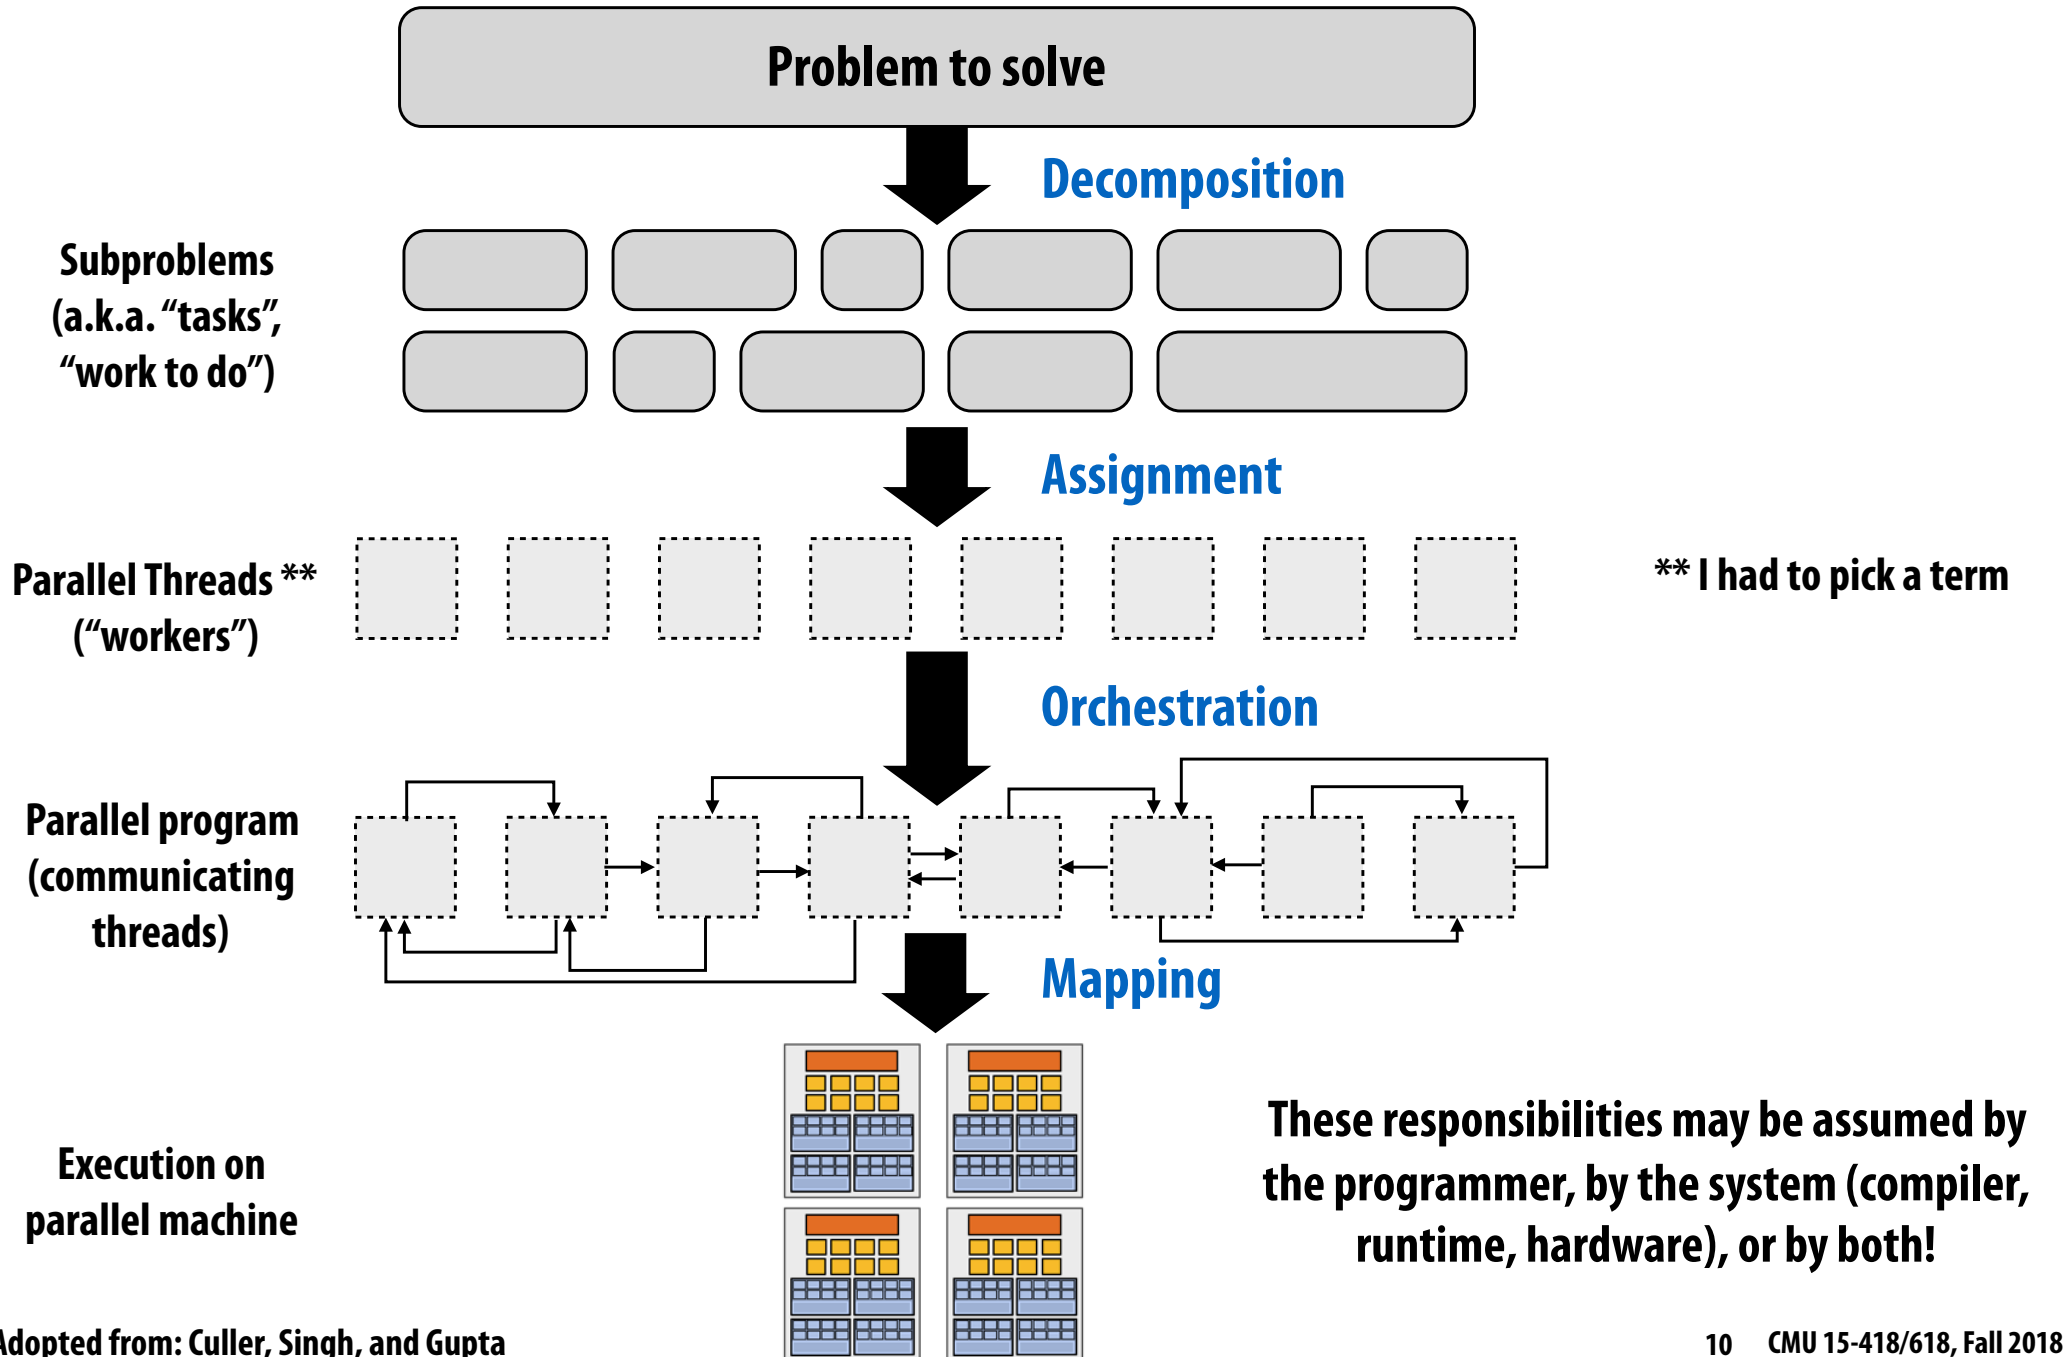 Problem to solve
Decomposition
Subproblems
(a.k.a. “tasks”,
“work to do”)
Assignment
Parallel Threads **
(“workers”)
** I had to pick a term
Orchestration
Parallel program
(communicating
threads)
Mapping
Execution on
parallel machine
These responsibilities may be assumed by
the programmer, by the system (compiler,
runtime, hardware), or by both!
Adopted from: Culler, Singh, and Gupta
10 CMU 15-418/618, Fall 2018